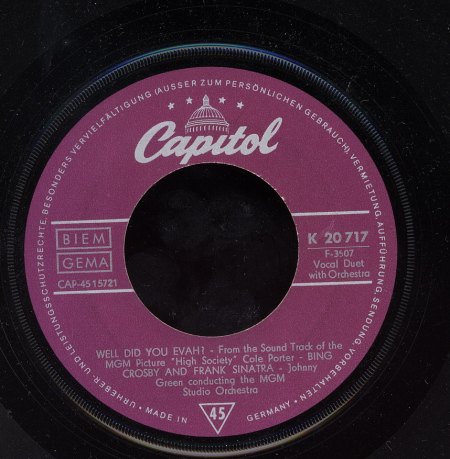 URHEBER- UND LEISTUNGSSCHUTZRECHTE, BESONDERS VERVIELFÄLTIGUNG (AUSSER ZUM PERSÖNLICHEN GEBRAUCH), VERMIETUNG, AUFFÜHRUNG, SENDUNG, VORBEHALTEN
Capitol
BIEM
GEMA
CAP-45 15721
K 20 717
F-3507
Vocal Duet
with Orchestra
WELL DID YOU EVAH? - From the Sound Track of the
MGM Picture "High Society" Cole Porter - BING
CROSBY AND FRANK SINATRA - Johnny
Green conducting the MGM
Studio Orchestra
45
• MADE IN GERMANY •